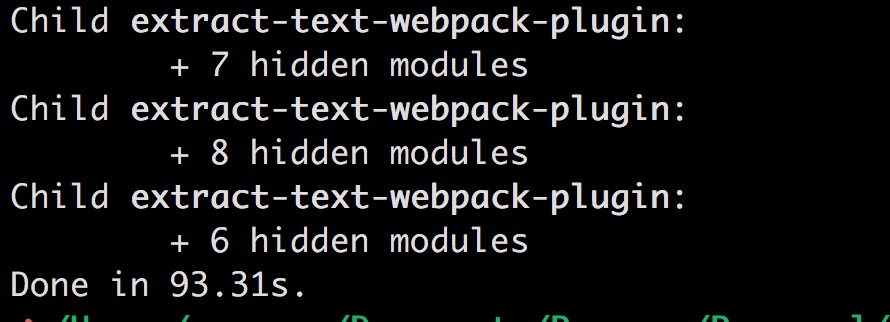 Child extract-text-webpack-plugin:
+ 7 hidden modules
Child extract-text-webpack-plugin:
+ 8 hidden modules
Child extract-text-webpack-plugin:
+ 6 hidden modules
Done in 93.31s.